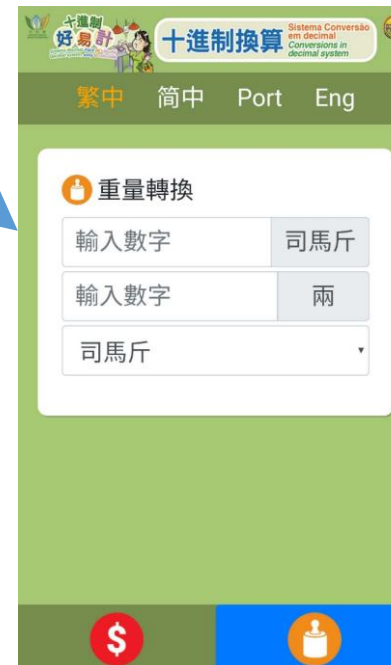 十進制
好易計
十進制換算
Sistema Conversão
em decimal
Conversions in
decimal system
繁中 简中 Port Eng
重量轉換
輸入數字 司馬斤
輸入數字 兩
司馬斤
$